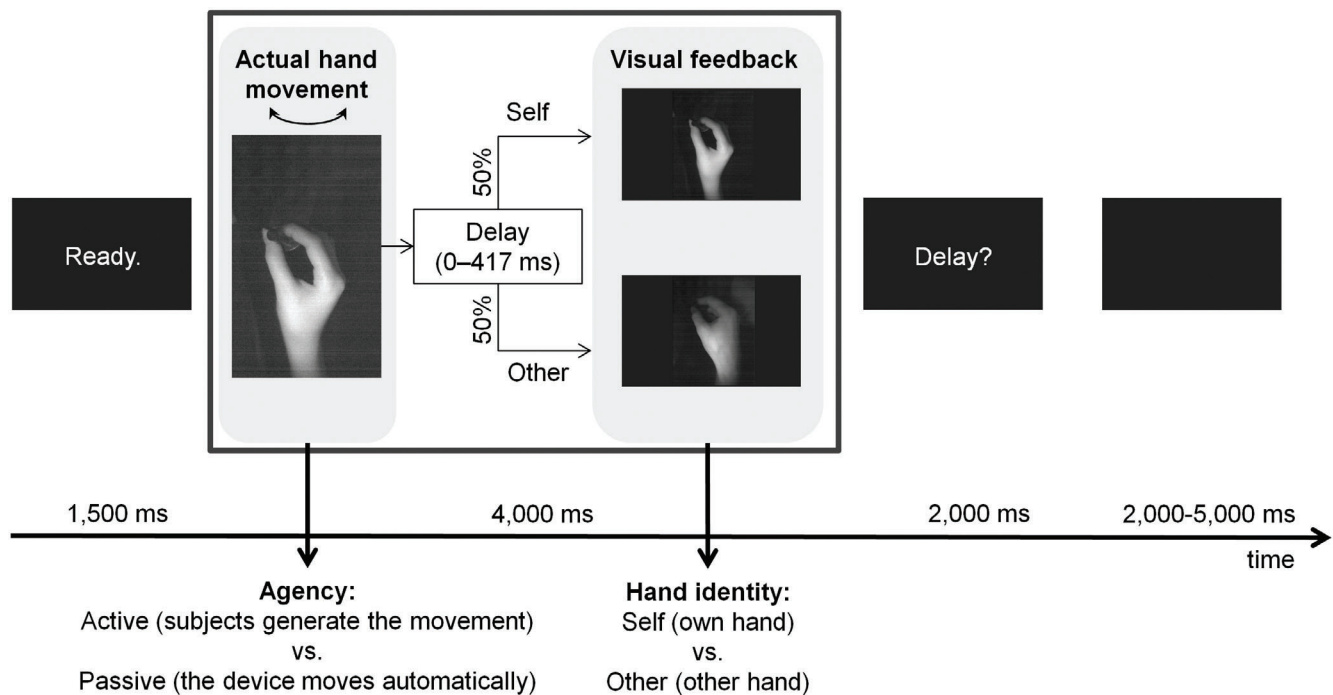 Actual hand
movement
Visual feedback
Self
50%
Ready.
Delay
(0–417 ms)
Delay?
50%
Other
1,500 ms
4,000 ms
2,000 ms
2,000-5,000 ms
time
Agency:
Active (subjects generate the movement)
vs.
Passive (the device moves automatically)
Hand identity:
Self (own hand)
vs.
Other (other hand)